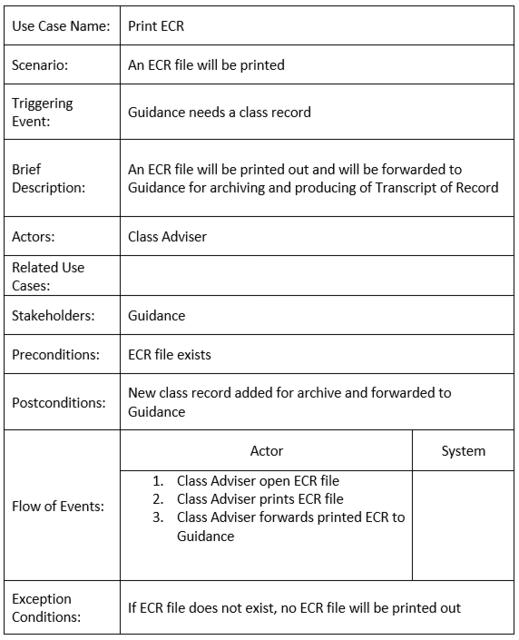 Use Case Name: Print ECR
Scenario: An ECR file will be printed
Triggering
Event:
Guidance needs a class record
Brief
Description:
An ECR file will be printed out and will be forwarded to
Guidance for archiving and producing of Transcript of Record
Actors: Class Adviser
Related Use
Cases:
Stakeholders: Guidance
Preconditions: ECR file exists
Postconditions:
New class record added for archive and forwarded to
Guidance
Flow of Events:
Actor System
1. Class Adviser open ECR file
2. Class Adviser prints ECR file
3. Class Adviser forwards printed ECR to
Guidance
Exception
Conditions:
If ECR file does not exist, no ECR file will be printed out